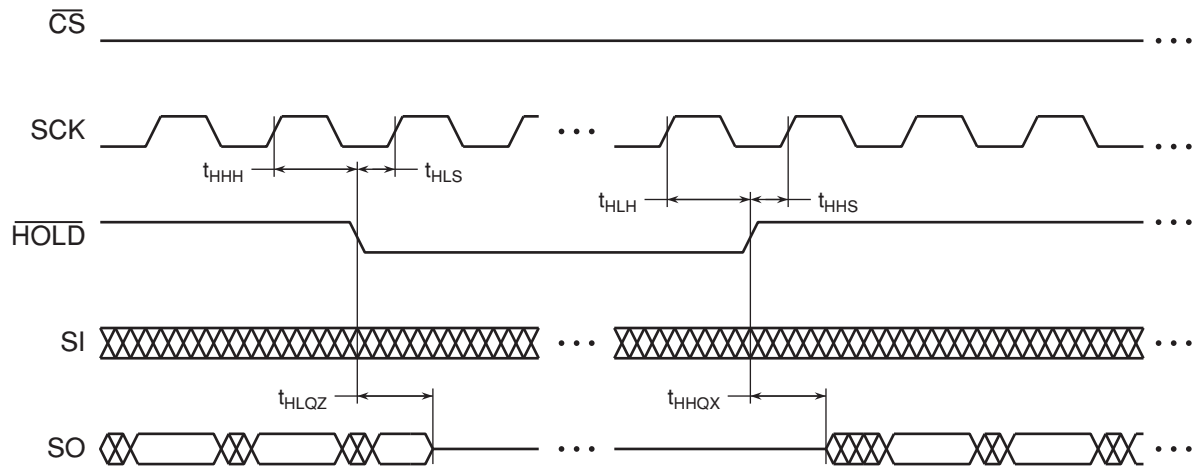 CS
SCK
tHHH
tHLS
tHLH
tHHS
HOLD
SI
tHLQZ
tHHQX
SO